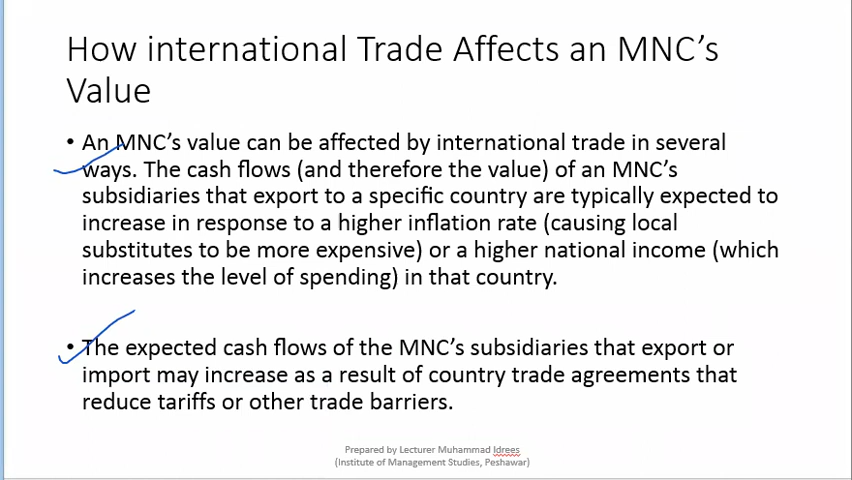 How international Trade Affects an MNC's
Value
• An MNC's value can be affected by international trade in several
ways. The cash flows (and therefore the value) of an MNC's
subsidiaries that export to a specific country are typically expected to
increase in response to a higher inflation rate (causing local
substitutes to be more expensive) or a higher national income (which
increases the level of spending) in that country.
• The expected cash flows of the MNC's subsidiaries that export or
import may increase as a result of country trade agreements that
reduce tariffs or other trade barriers.
Prepared by Lecturer Muhammad Idrees
(Institute of Management Studies, Peshawar)